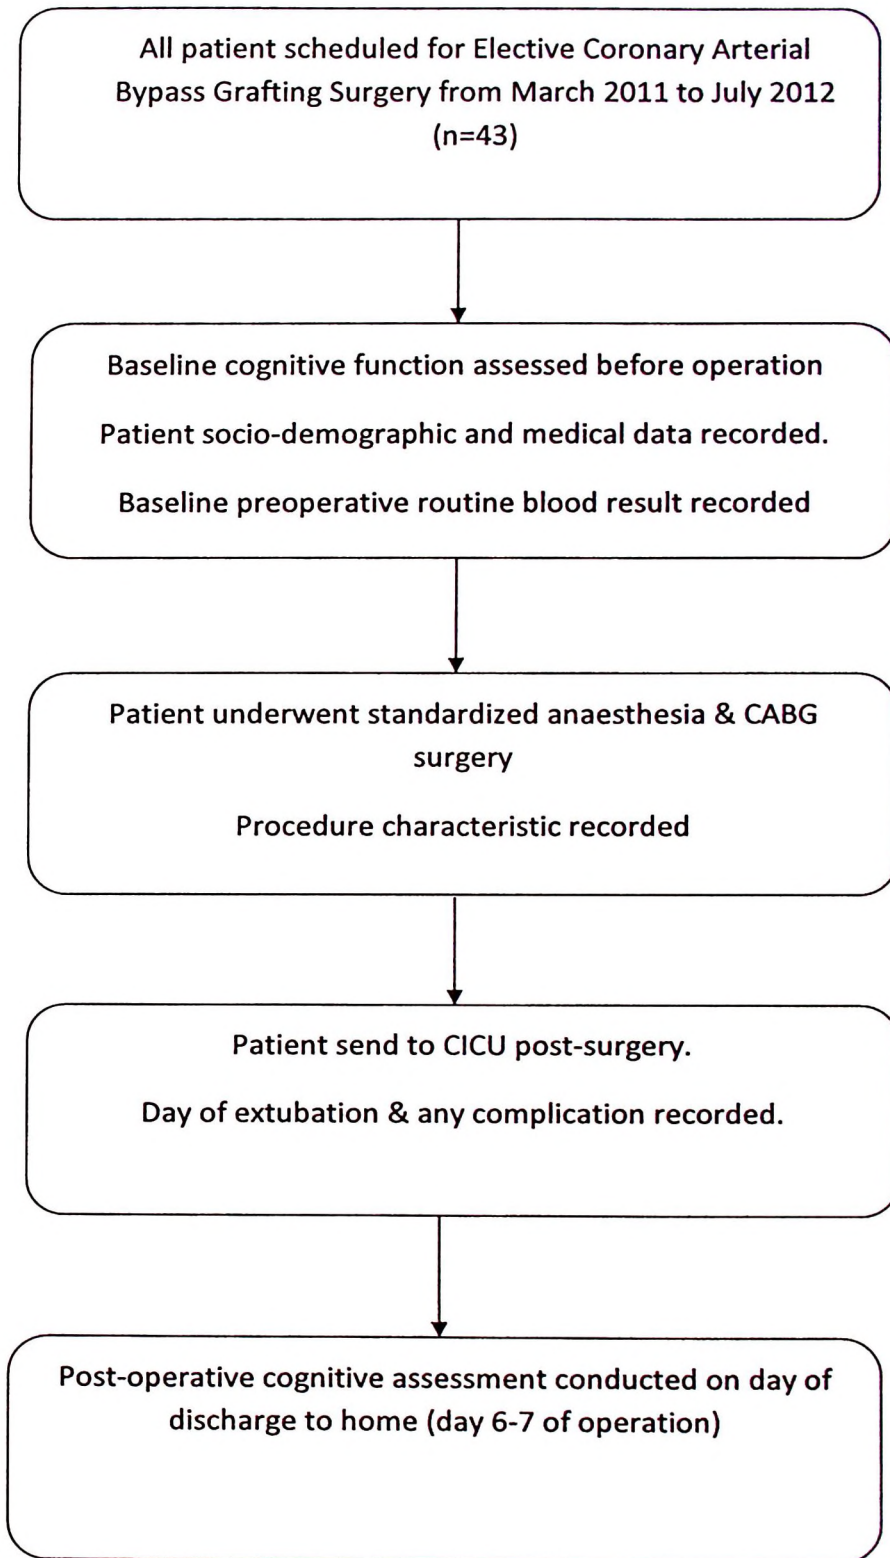 All patient scheduled for Elective Coronary Arterial
Bypass Grafting Surgery from March 2011 to July 2012
(n=43)
Baseline cognitive function assessed before operation
Patient socio-demographic and medical data recorded.
Baseline preoperative routine blood result recorded
Patient underwent standardized anaesthesia & CABG
surgery
Procedure characteristic recorded
Patient send to CICU post-surgery.
Day of extubation & any complication recorded.
Post-operative cognitive assessment conducted on day of
discharge to home (day 6-7 of operation)